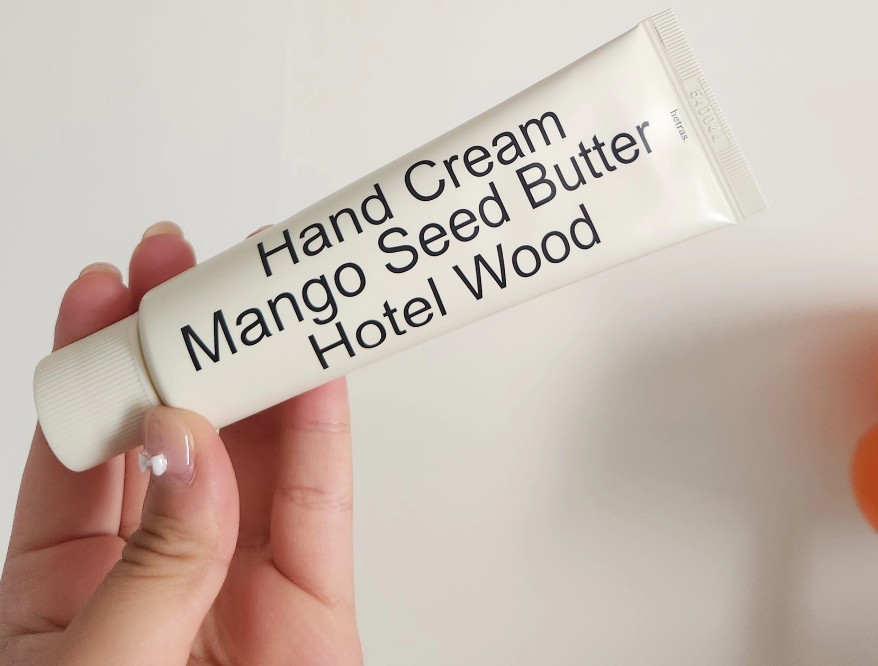 Hand Cream
Mango Seed Butter
Hotel Wood
hetras.